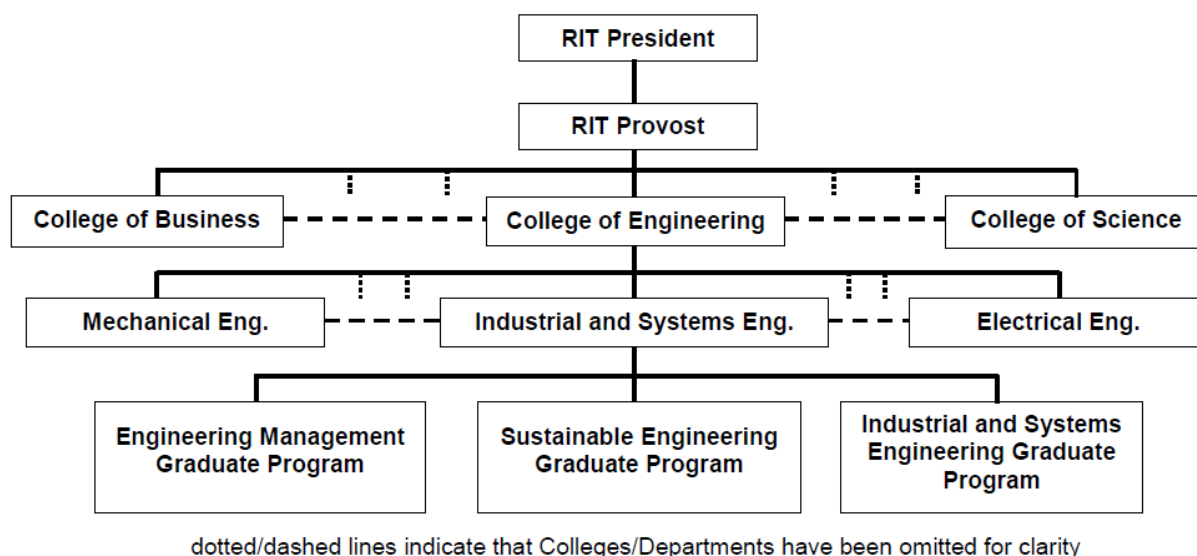 RIT President
RIT Provost
College of Business
College of Engineering
College of Science
Mechanical Eng.
Industrial and Systems Eng.
Electrical Eng.
Engineering Management
Graduate Program
Sustainable Engineering
Graduate Program
Industrial and Systems
Engineering Graduate
Program
dotted/dashed lines indicate that Colleges/Departments have been omitted for clarity